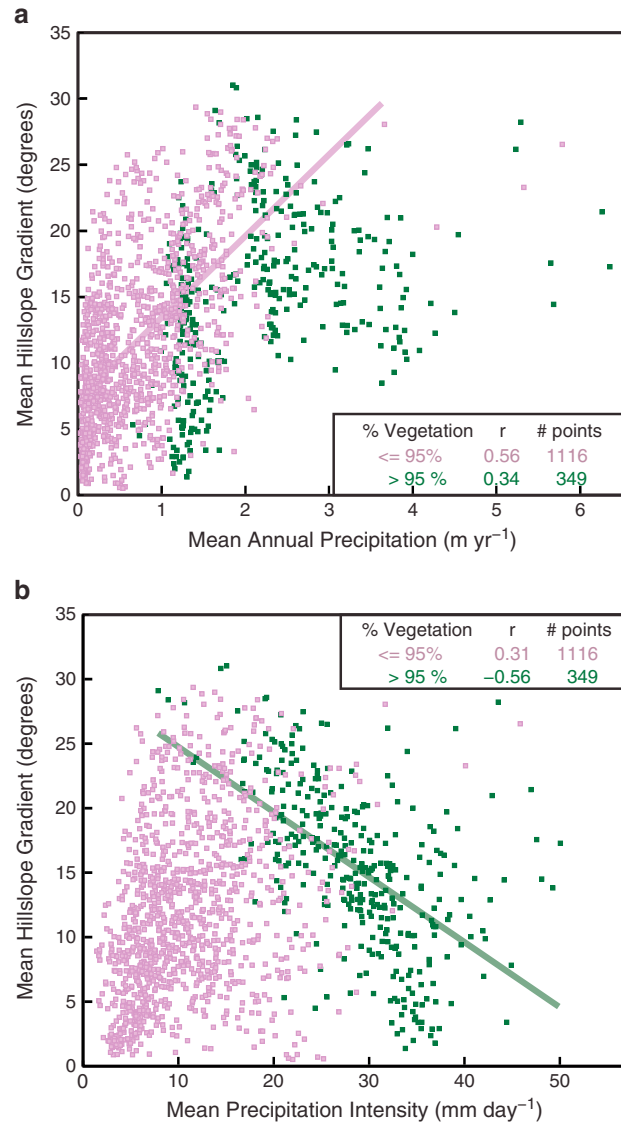 a
35
30
25
20
15
10
5
0
Mean Hillslope Gradient (degrees)
% Vegetation r # points
<= 95% 0.56 1116
> 95 % 0.34 349
0 1 2 3 4 5 6
Mean Annual Precipitation (m yr⁻¹)
b
35
30
25
20
15
10
5
0
Mean Hillslope Gradient (degrees)
% Vegetation r # points
<= 95% 0.31 1116
> 95 % −0.56 349
0 10 20 30 40 50
Mean Precipitation Intensity (mm day⁻¹)